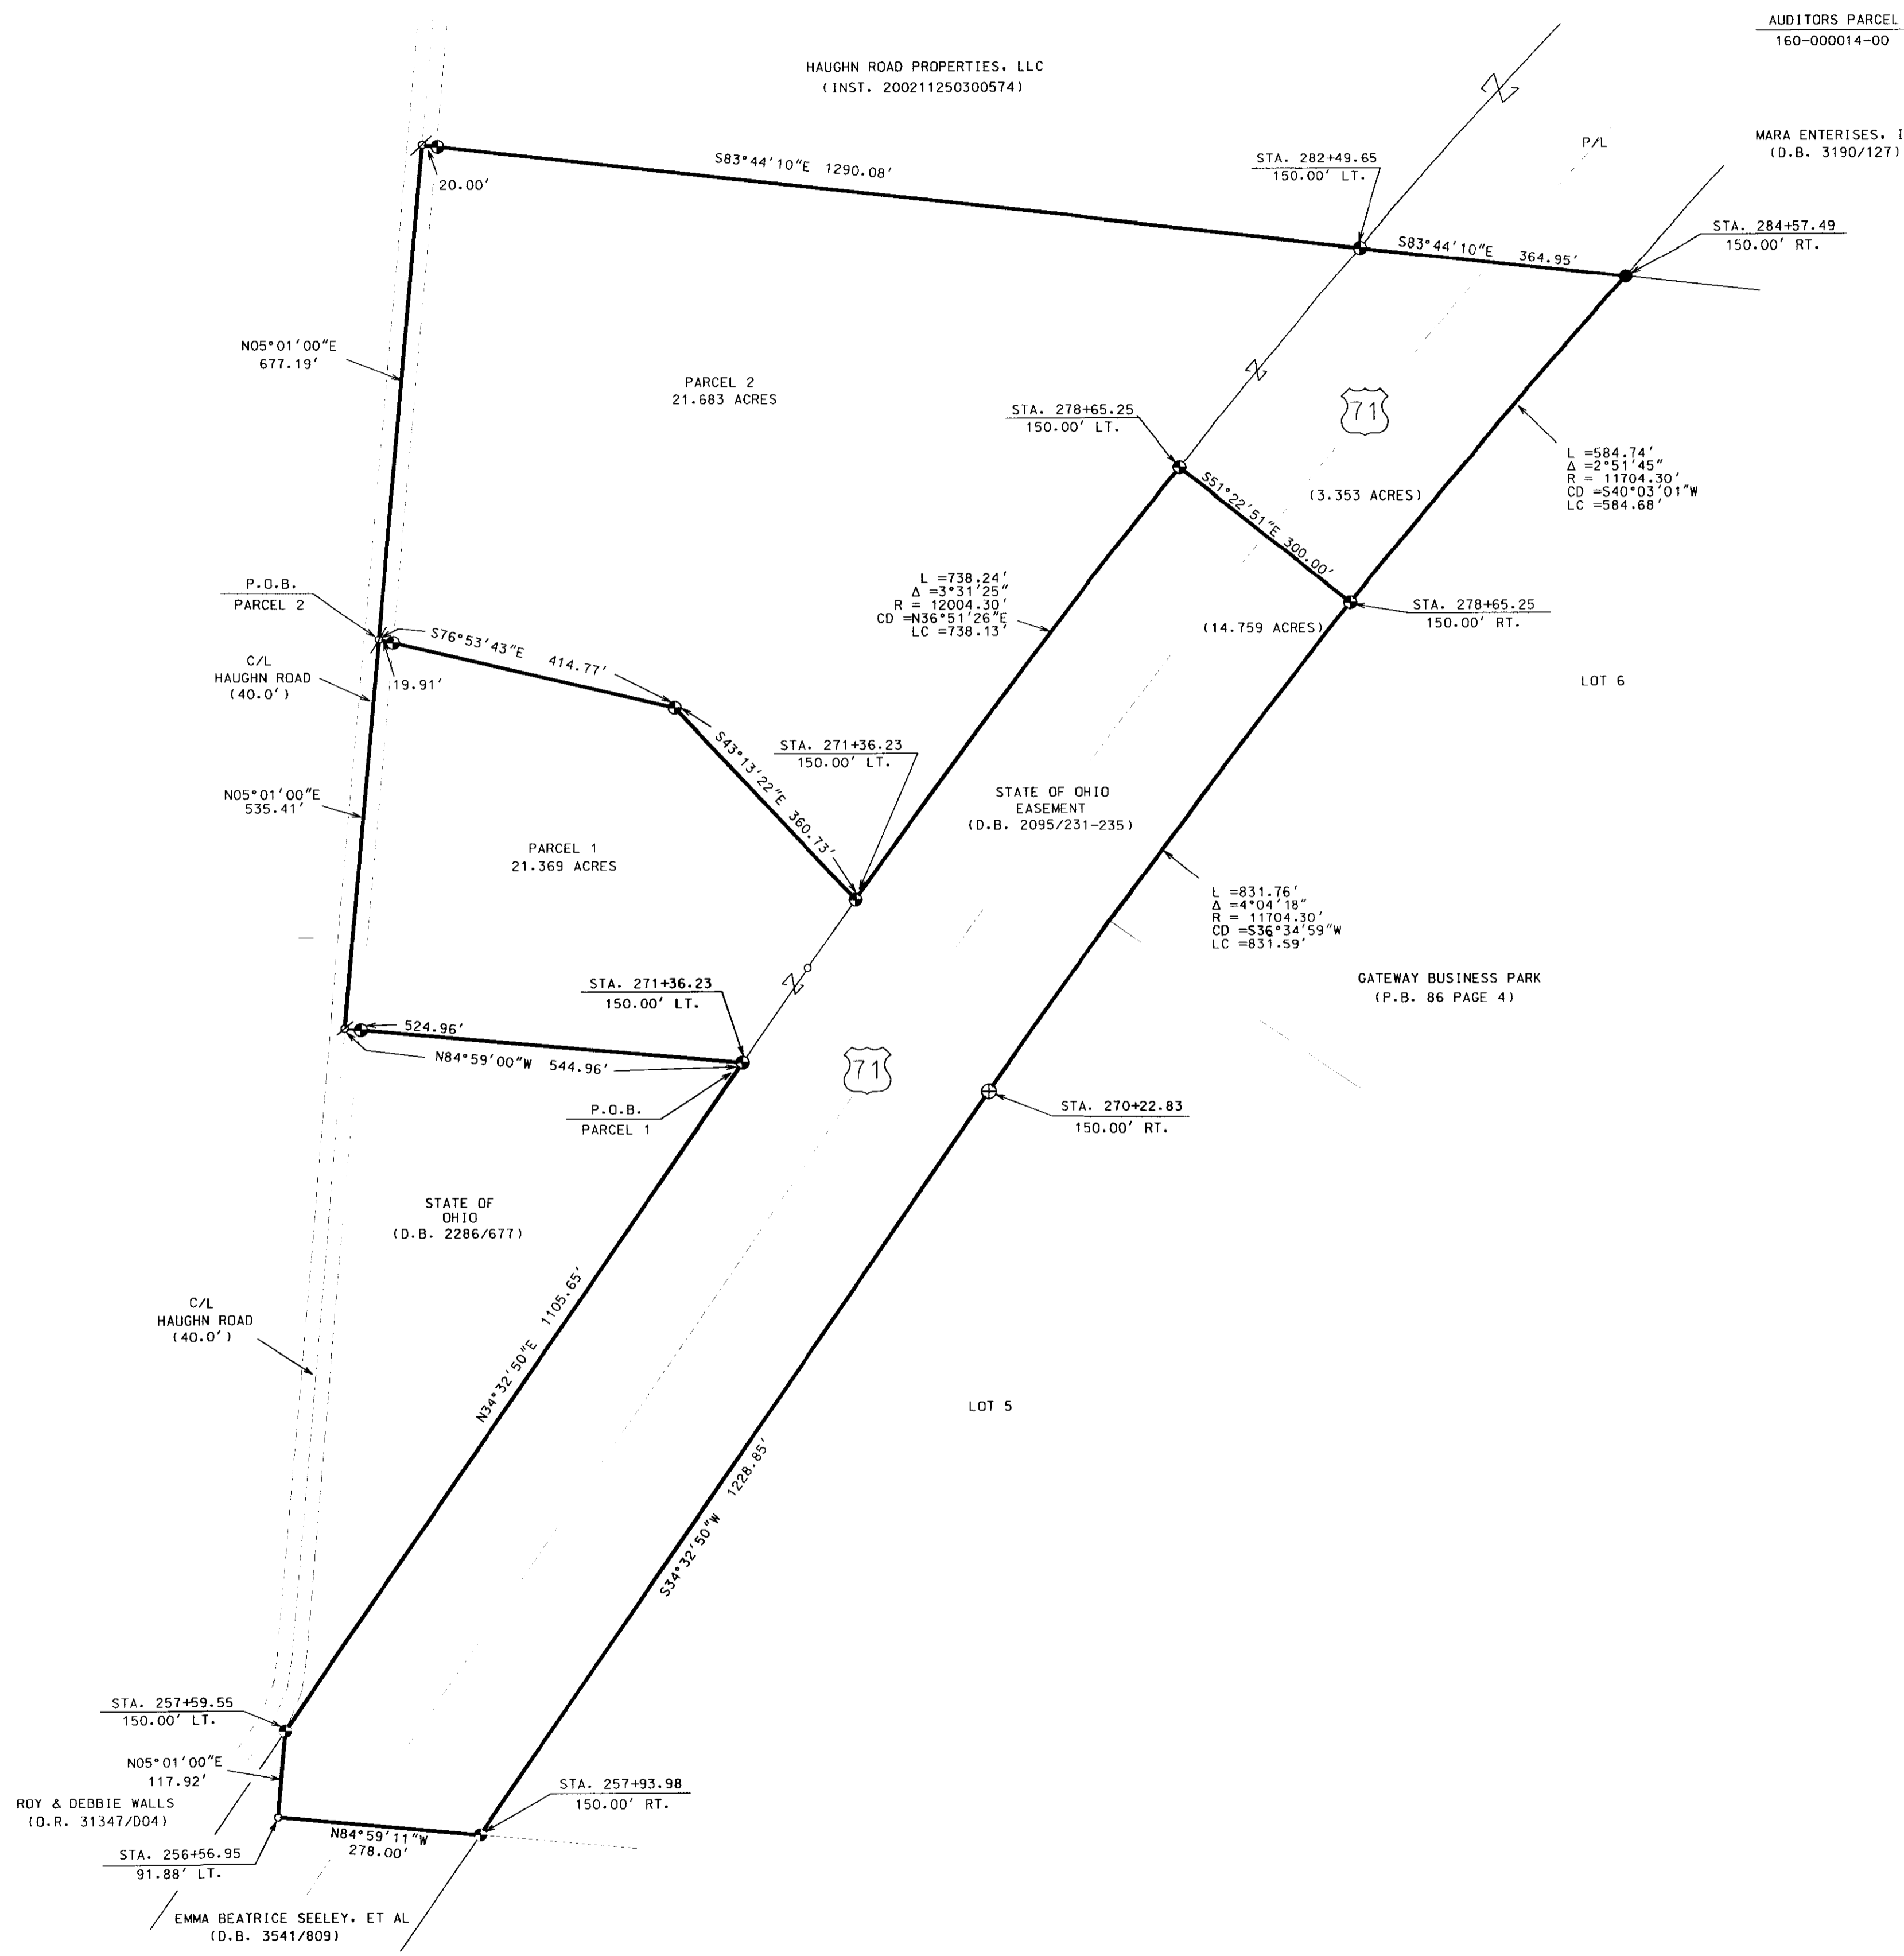 AUDITORS PARCEL
160-000014-00
HAUGHN ROAD PROPERTIES, LLC
(INST. 200211250300574)
MARA ENTERISES, I
(D.B. 3190/127)
P/L
S83°44'10"E 1290.08'
20.00'
STA. 282+49.65
150.00' LT.
S83°44'10"E 364.95'
STA. 284+57.49
150.00' RT.
N05°01'00"E
677.19'
PARCEL 2
21.683 ACRES
71
STA. 278+65.25
150.00' LT.
L =584.74'
Δ =2°51'45"
R = 11704.30'
CD =S40°03'01"W
LC =584.68'
(3.353 ACRES)
S51°22'51"E 300.00'
L =738.24'
Δ =3°31'25"
R = 12004.30'
CD =N36°51'26"E
LC =738.13'
P.O.B.
PARCEL 2
STA. 278+65.25
150.00' RT.
(14.759 ACRES)
S76°53'43"E 414.77'
C/L
HAUGHN ROAD
(40.0')
19.91'
LOT 6
S43°13'22"E 360.73'
STA. 271+36.23
150.00' LT.
N05°01'00"E
535.41'
STATE OF OHIO
EASEMENT
(D.B. 2095/231-235)
PARCEL 1
21.369 ACRES
L =831.76'
Δ =4°04'18"
R = 11704.30'
CD =S36°34'59"W
LC =831.59'
STA. 271+36.23
150.00' LT.
GATEWAY BUSINESS PARK
(P.B. 86 PAGE 4)
524.96'
N84°59'00"W 544.96'
71
P.O.B.
PARCEL 1
STA. 270+22.83
150.00' RT.
STATE OF
OHIO
(D.B. 2286/677)
C/L
HAUGHN ROAD
(40.0')
N34°32'50"E 1105.65'
LOT 5
S34°32'50"W 1228.85'
STA. 257+59.55
150.00' LT.
N05°01'00"E
117.92'
ROY & DEBBIE WALLS
(O.R. 31347/D04)
STA. 257+93.98
150.00' RT.
N84°59'11"W
278.00'
STA. 256+56.95
91.88' LT.
EMMA BEATRICE SEELEY, ET AL
(D.B. 3541/809)